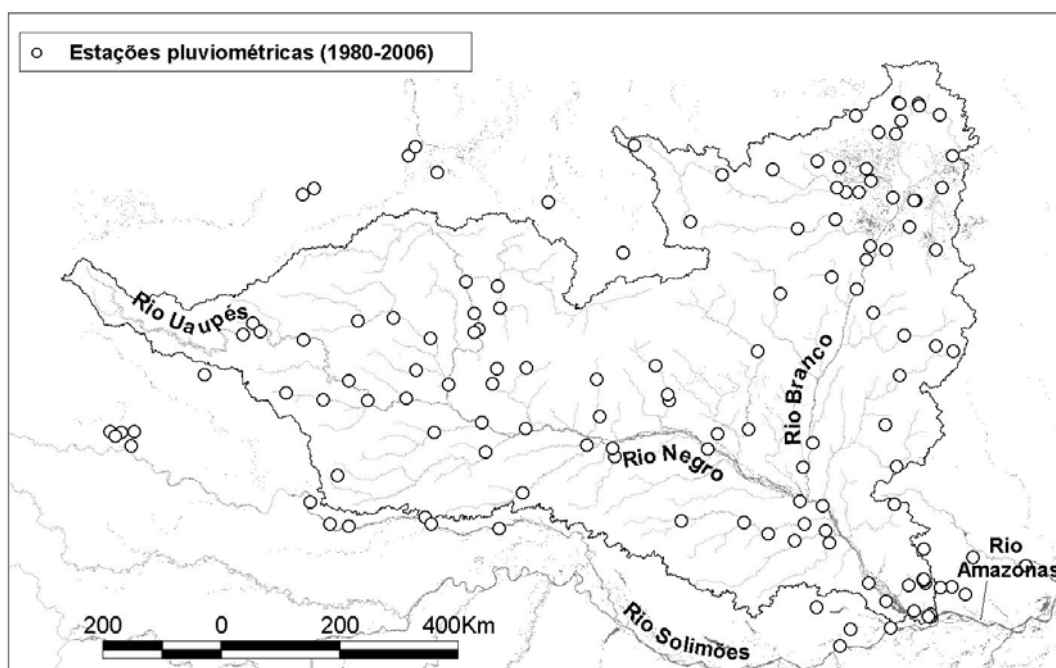 Estações pluviométricas (1980-2006)
Rio Uaupés
Rio Branco
Rio Negro
Rio
Amazonas
Rio Solimões
200 0 200 400Km